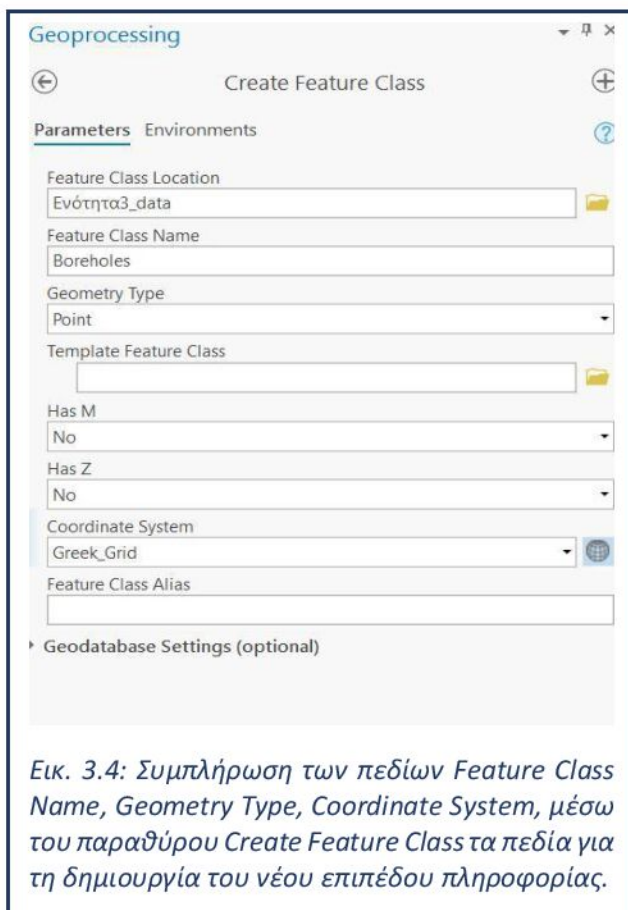 Geoprocessing
Create Feature Class
Parameters Environments
Feature Class Location
Ενότητα3_data
Feature Class Name
Boreholes
Geometry Type
Point
Template Feature Class
Has M
No
Has Z
No
Coordinate System
Greek_Grid
Feature Class Alias
Geodatabase Settings (optional)
Εικ. 3.4: Συμπλήρωση των πεδίων Feature Class
Name, Geometry Type, Coordinate System, μέσω
του παραθύρου Create Feature Class τα πεδία για
τη δημιουργία του νέου επιπέδου πληροφορίας.